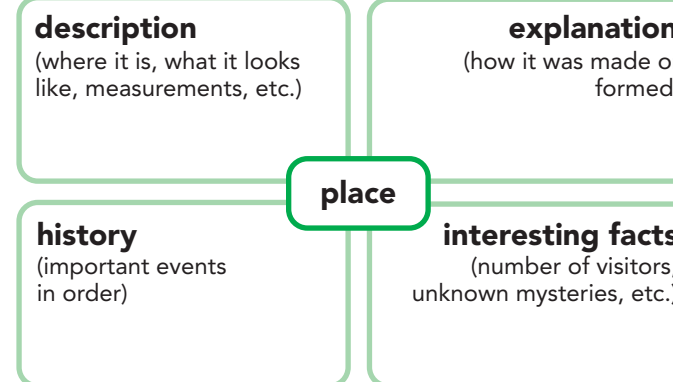 description
(where it is, what it looks
like, measurements, etc.)
explanation
(how it was made o
formed
place
history
(important events
in order)
interesting facts
(number of visitors,
unknown mysteries, etc.)